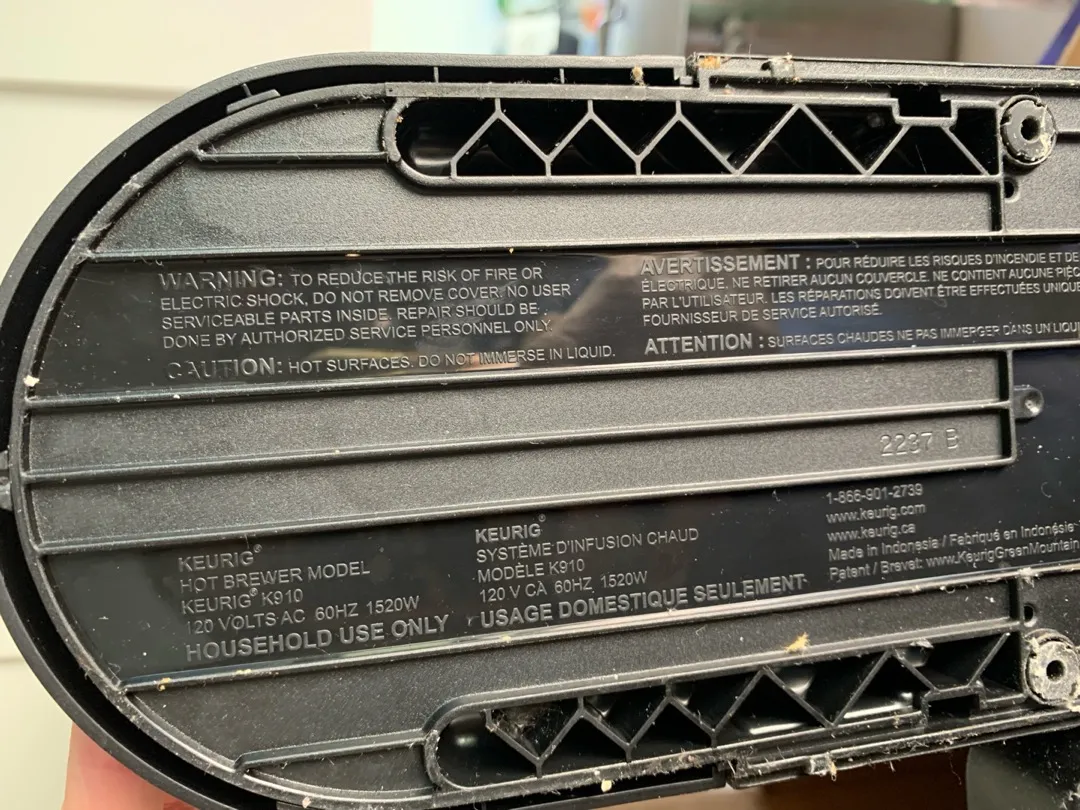 WARNING: TO REDUCE THE RISK OF FIRE OR
ELECTRIC SHOCK, DO NOT REMOVE COVER. NO USER
SERVICEABLE PARTS INSIDE. REPAIR SHOULD BE
DONE BY AUTHORIZED SERVICE PERSONNEL ONLY.
CAUTION: HOT SURFACES. DO NOT IMMERSE IN LIQUID.
AVERTISSEMENT : POUR RÉDUIRE LES RISQUES D'INCENDIE ET DE
ÉLECTRIQUE, NE RETIRER AUCUN COUVERCLE. NE CONTIENT AUCUNE PIÈC
PAR L'UTILISATEUR. LES RÉPARATIONS DOIVENT ÊTRE EFFECTUÉES UNIQUE
FOURNISSEUR DE SERVICE AUTORISÉ.
ATTENTION : SURFACES CHAUDES NE PAS IMMERGER DANS UN LIQUI
2237 B
KEURIG®
HOT BREWER MODEL
KEURIG® K910
120 VOLTS AC 60HZ 1520W
HOUSEHOLD USE ONLY
KEURIG®
SYSTÈME D'INFUSION CHAUD
MODÈLE K910
120 V CA 60HZ 1520W
USAGE DOMESTIQUE SEULEMENT
1-866-901-2739
www.keurig.com
www.keurig.ca
Made in Indonesia / Fabriqué en Indonésie
Patent / Brevet: www.KeurigGreenMountain